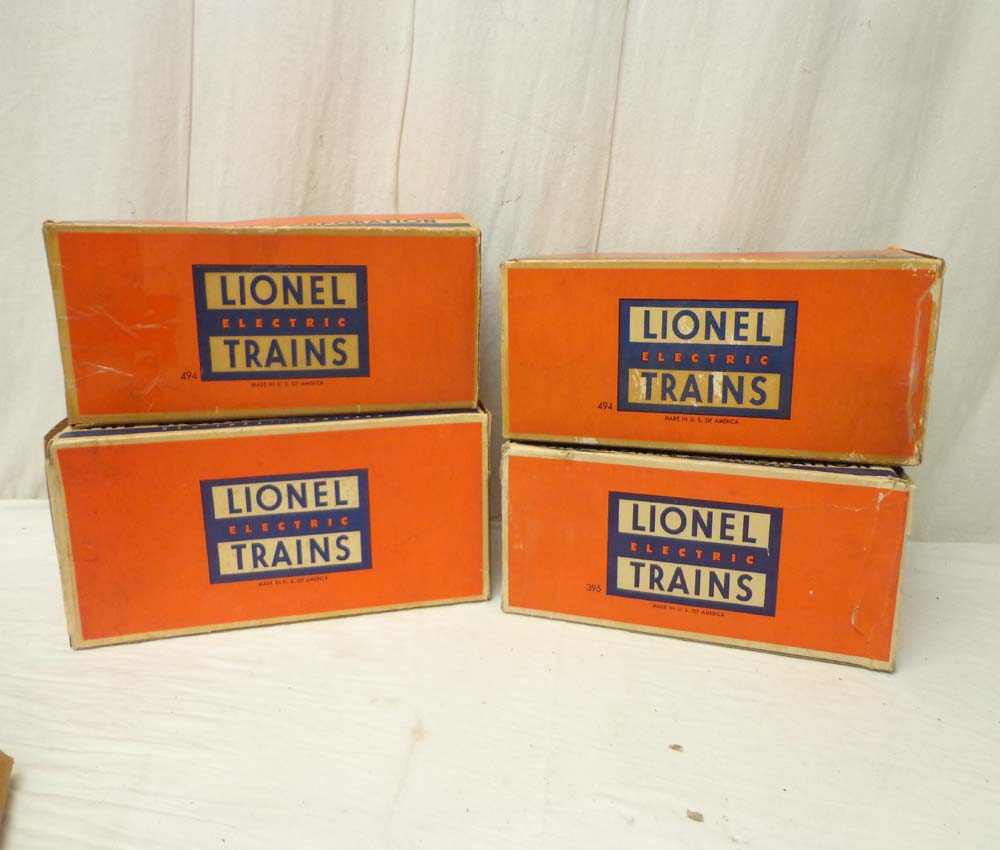 CORPORATION
LIONEL
ELECTRIC
TRAINS
494
MADE IN U. S. OF AMERICA
LIONEL
ELECTRIC
TRAINS
494
MADE IN U. S. OF AMERICA
LIONEL
ELECTRIC
TRAINS
MADE IN U. S. OF AMERICA
LIONEL
ELECTRIC
TRAINS
395
MADE IN U. S. OF AMERICA